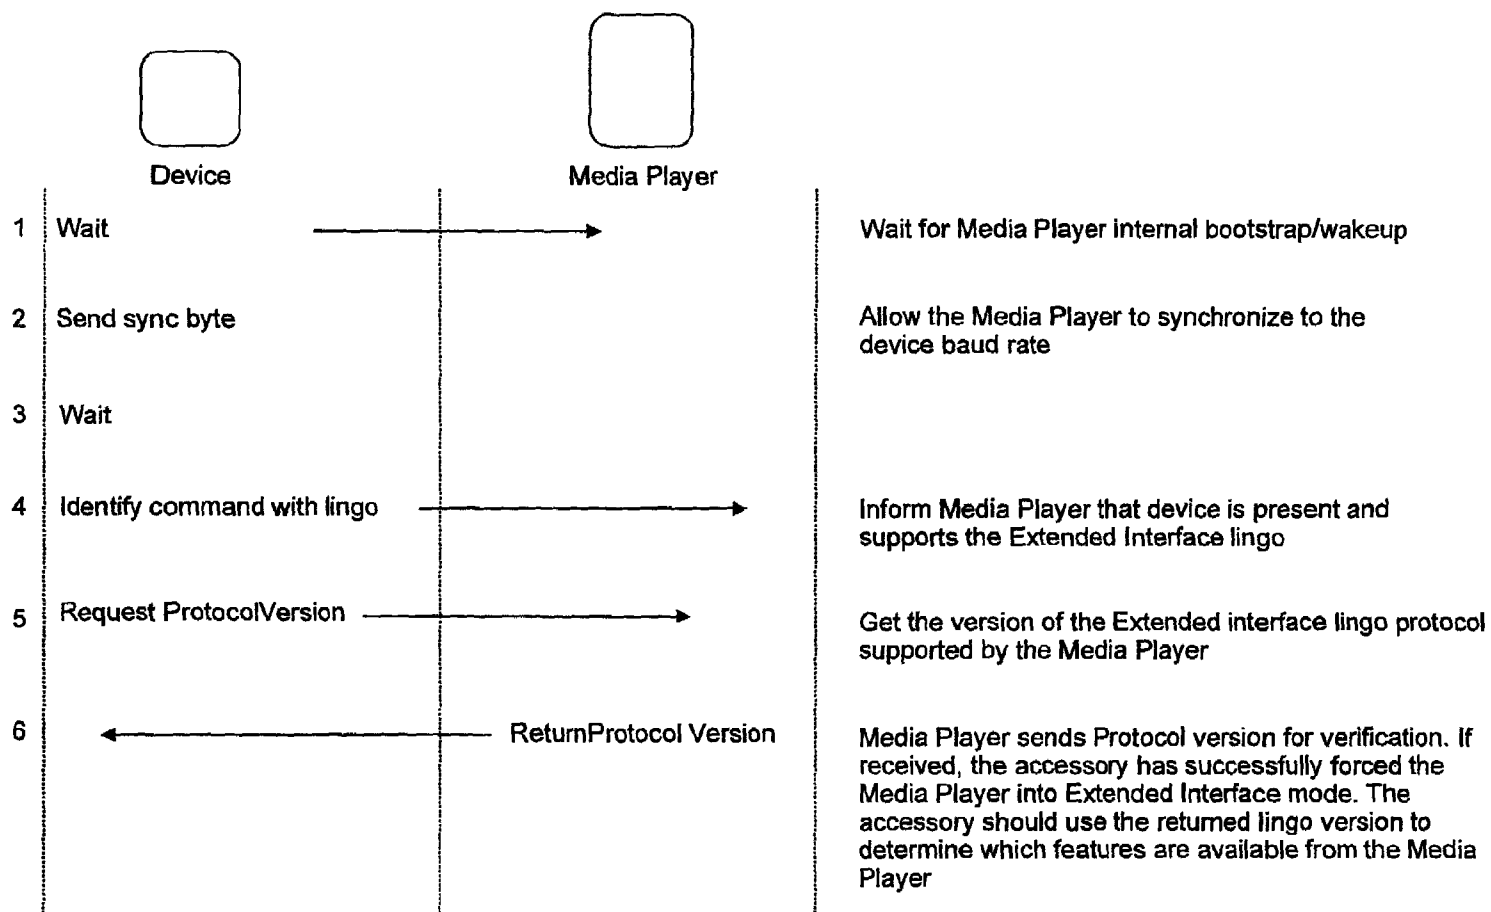 Device
Media Player
1 Wait
Wait for Media Player internal bootstrap/wakeup
2 Send sync byte
Allow the Media Player to synchronize to the
device baud rate
3 Wait
4 Identify command with lingo
Inform Media Player that device is present and
supports the Extended Interface lingo
5 Request ProtocolVersion
Get the version of the Extended interface lingo protocol
supported by the Media Player
6 ReturnProtocol Version
Media Player sends Protocol version for verification. If
received, the accessory has successfully forced the
Media Player into Extended Interface mode. The
accessory should use the returned lingo version to
determine which features are available from the Media
Player